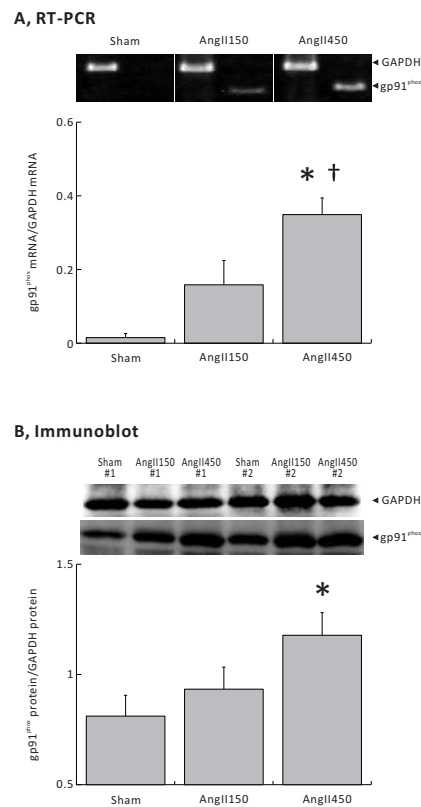 A, RT-PCR
Sham AngII150 AngII450
◄GAPDH
◄gp91phox
0.6
0.4
0.2
0
gp91phox mRNA/GAPDH mRNA
* †
Sham AngII150 AngII450
B, Immunoblot
Sham AngII150 AngII450 Sham AngII150 AngII450
#1 #1 #1 #2 #2 #2
◄GAPDH
◄gp91phox
1.5
1
0.5
gp91phox protein/GAPDH protein
*
Sham AngII150 AngII450